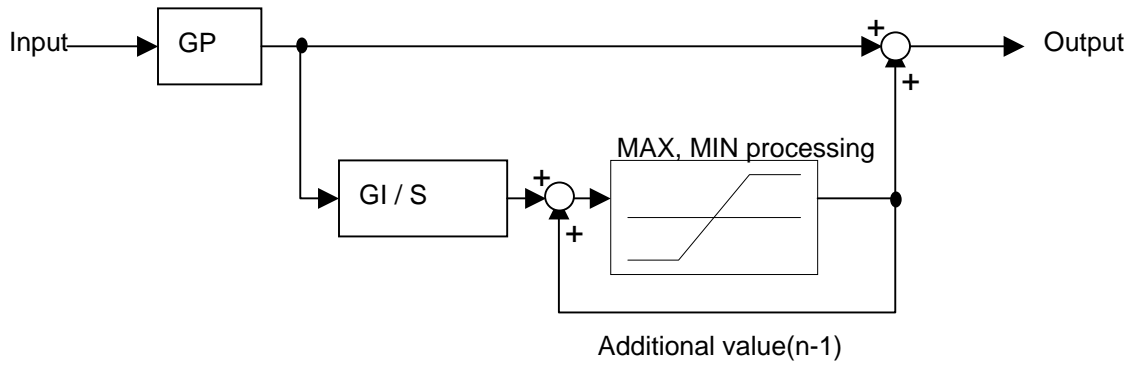 Input
GP
+
Output
+
MAX, MIN processing
GI / S
+
+
Additional value(n-1)